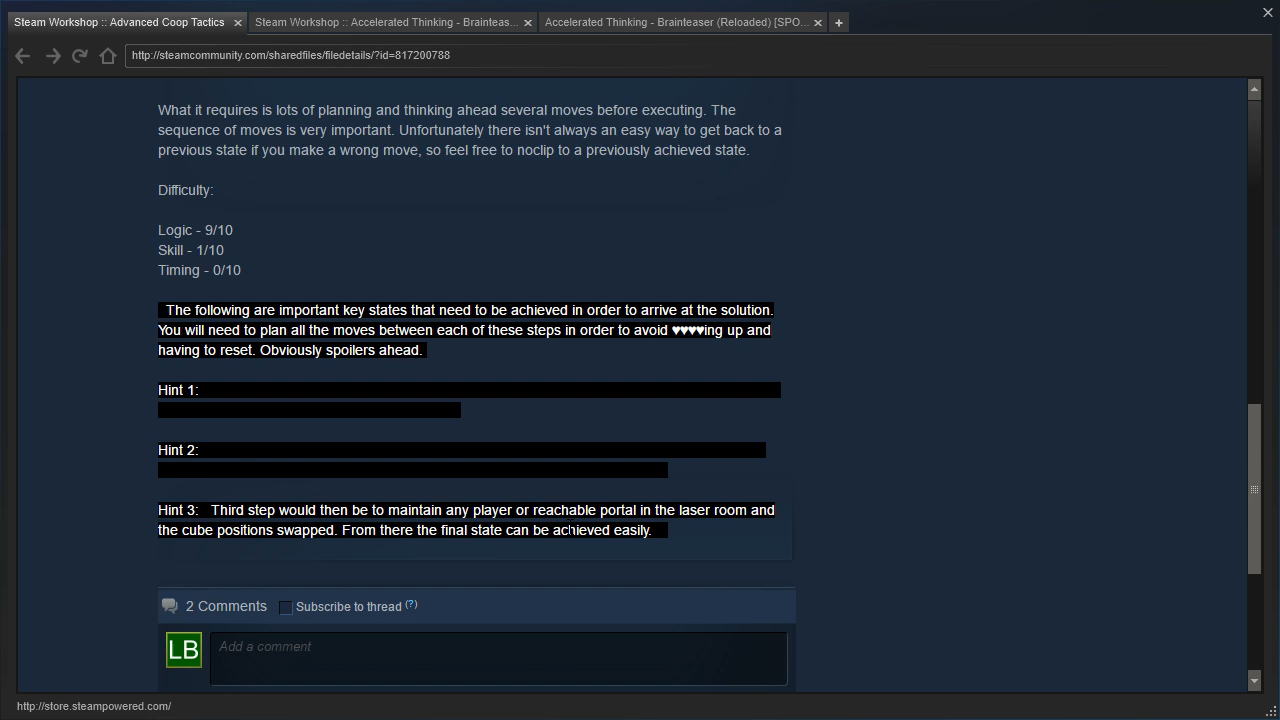 Steam Workshop :: Advanced Coop Tactics
Steam Workshop :: Accelerated Thinking - Brainteas...
Accelerated Thinking - Brainteaser (Reloaded) [SPO...
http://steamcommunity.com/sharedfiles/filedetails/?id=817200788
What it requires is lots of planning and thinking ahead several moves before executing. The
sequence of moves is very important. Unfortunately there isn't always an easy way to get back to a
previous state if you make a wrong move, so feel free to noclip to a previously achieved state.
Difficulty:
Logic - 9/10
Skill - 1/10
Timing - 0/10
The following are important key states that need to be achieved in order to arrive at the solution.
You will need to plan all the moves between each of these steps in order to avoid ♥♥♥♥ing up and
having to reset. Obviously spoilers ahead.
Hint 1:
Hint 2:
Hint 3: Third step would then be to maintain any player or reachable portal in the laser room and
the cube positions swapped. From there the final state can be achieved easily.
2 Comments
Subscribe to thread (?)
LB
Add a comment
http://store.steampowered.com/